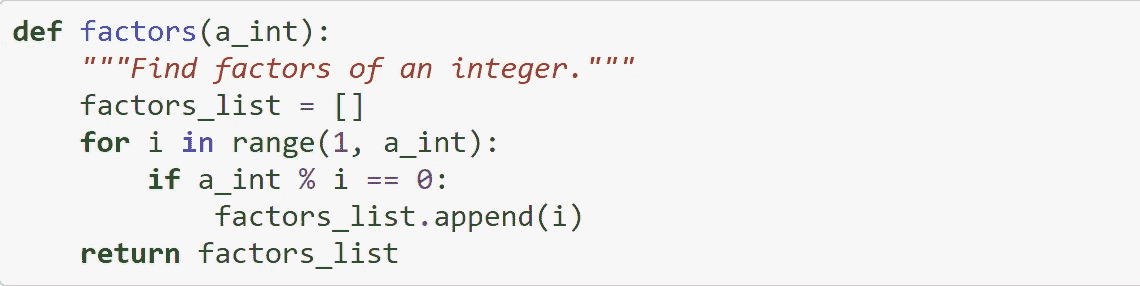 def factors(a_int):
    """Find factors of an integer."""
    factors_list = []
    for i in range(1, a_int):
        if a_int % i == 0:
            factors_list.append(i)
    return factors_list